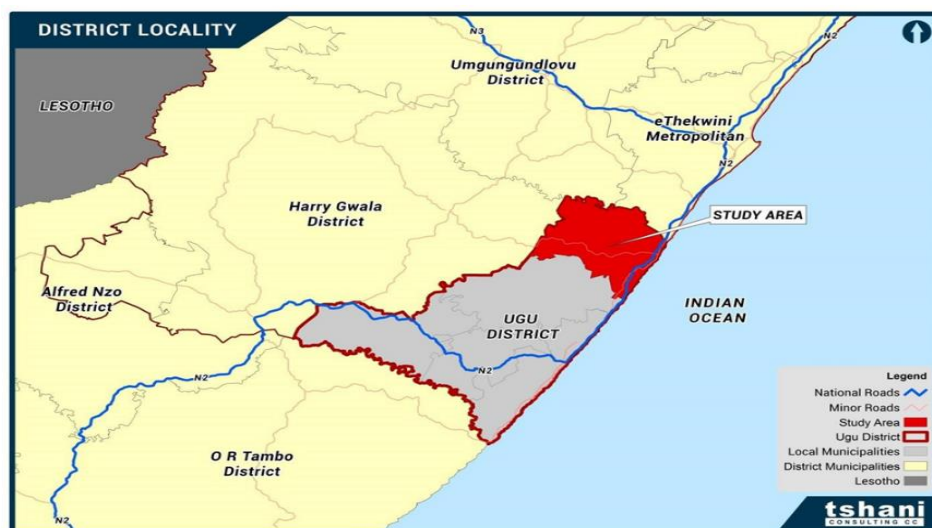 DISTRICT LOCALITY
N3
N2
Umgungundlovu
District
LESOTHO
eThekwini
Metropolitan
N2
Harry Gwala
District
STUDY AREA
Alfred Nzo
District
UGU
DISTRICT
INDIAN
OCEAN
N2
N2
O R Tambo
District
N2
Legend
National Roads
Minor Roads
Study Area
Ugu District
Local Municipalities
District Municipalities
Lesotho
tshani
CONSULTING CC